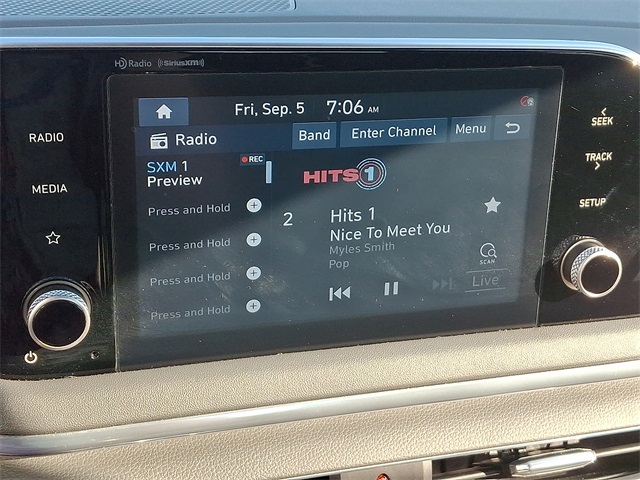 HD Radio ((SiriusXM))
RADIO
MEDIA
Fri, Sep. 5 7:06 AM
Radio Band Enter Channel Menu
SXM 1 REC
Preview
Press and Hold
Press and Hold
Press and Hold
Press and Hold
HITS 1
2 Hits 1
Nice To Meet You
Myles Smith
Pop
SCAN
Live
SEEK
TRACK
SETUP